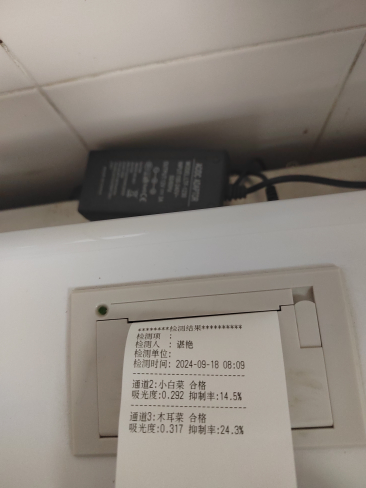 ********检测结果**********
检测项 :
检测人 : 谌艳
检测单位:
检测时间: 2024-09-18 08:09
通道2:小白菜 合格
吸光度:0.292 抑制率:14.5%
通道3:木耳菜 合格
吸光度:0.317 抑制率:24.3%